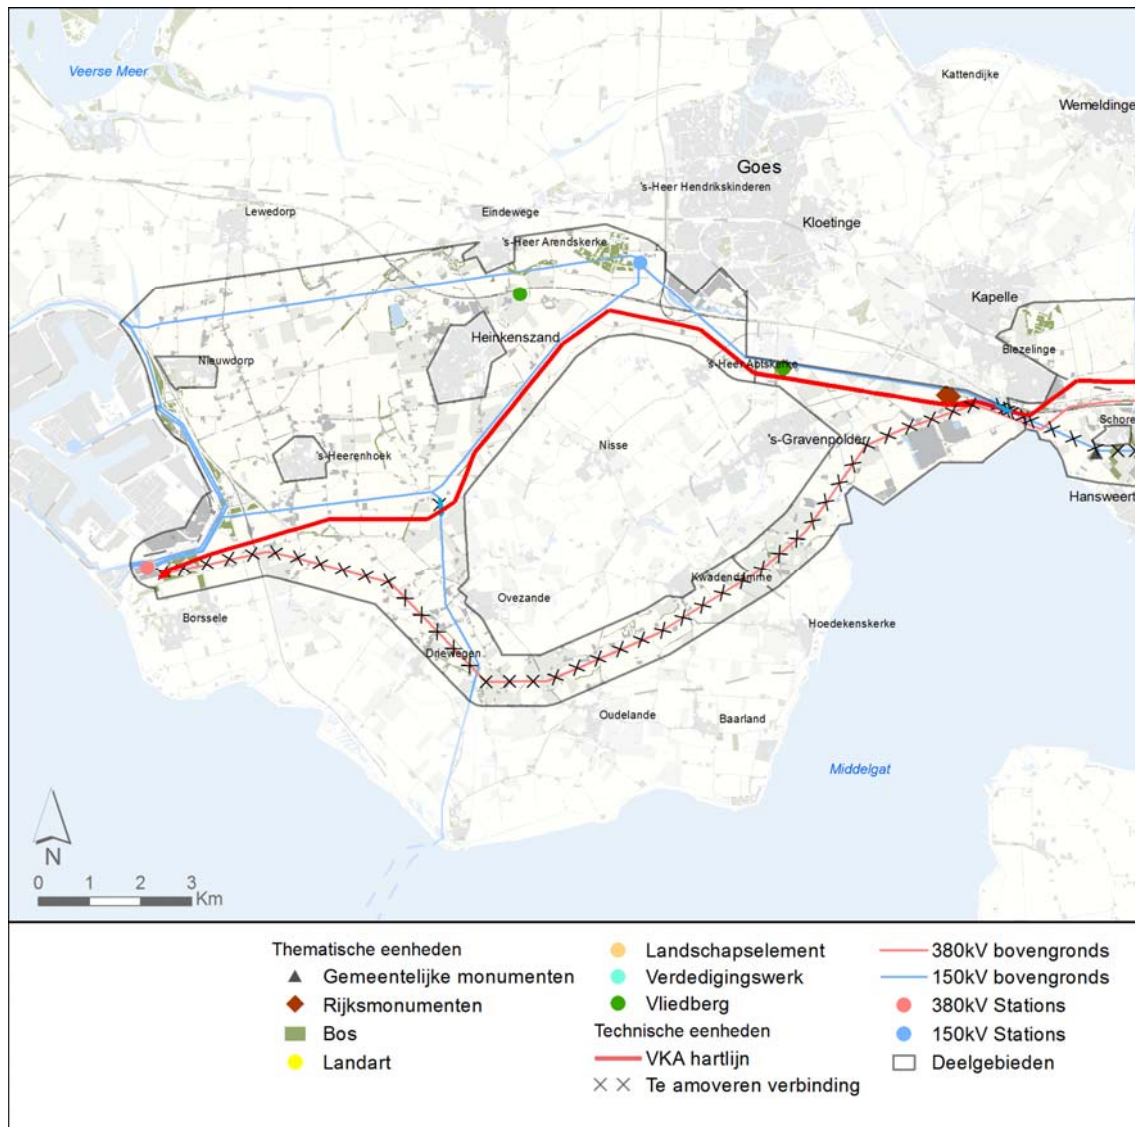 Veerse Meer
Kattendijke
Wemeldinge
Goes
's-Heer Hendrikskinderen
Lewedorp
Eindewege
Kloetinge
's-Heer Arendskerke
Kapelle
Heinkenszand
Biezelinge
Nieuwdorp
's-Heer Abtskerke
Schore
Nisse
's-Gravenpolder
's-Heerenhoek
Hansweert
Kwadendamme
Ovezande
Borssele
Hoedekenskerke
Driewegen
Oudelande
Baarland
Middelgat
N
0 1 2 3
Km
Thematische eenheden
Gemeentelijke monumenten
Rijksmonumenten
Bos
Landart
Landschapselement
Verdedigingswerk
Vliedberg
Technische eenheden
VKA hartlijn
Te amoveren verbinding
380kV bovengronds
150kV bovengronds
380kV Stations
150kV Stations
Deelgebieden